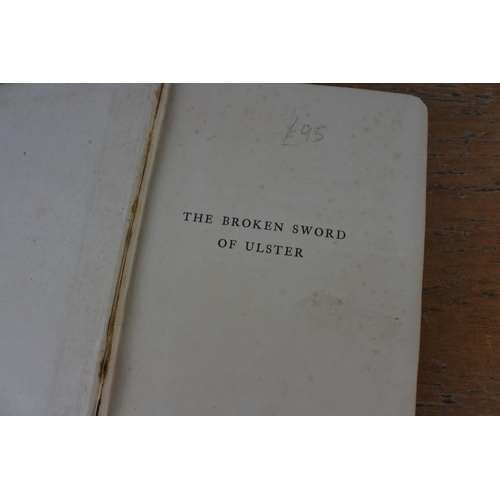 £95
THE BROKEN SWORD
OF ULSTER